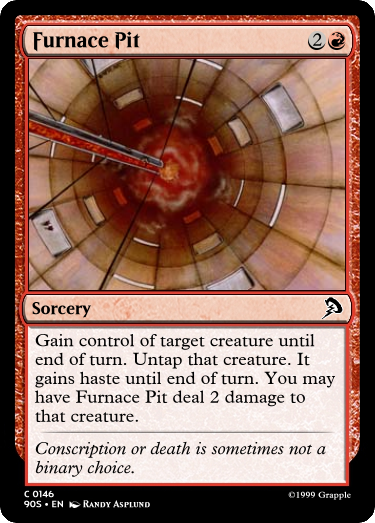 Furnace Pit 2
Sorcery
Gain control of target creature until
end of turn. Untap that creature. It
gains haste until end of turn. You may
have Furnace Pit deal 2 damage to
that creature.
Conscription or death is sometimes not a
binary choice.
C 0146
90S • EN Randy Asplund
©1999 Grapple